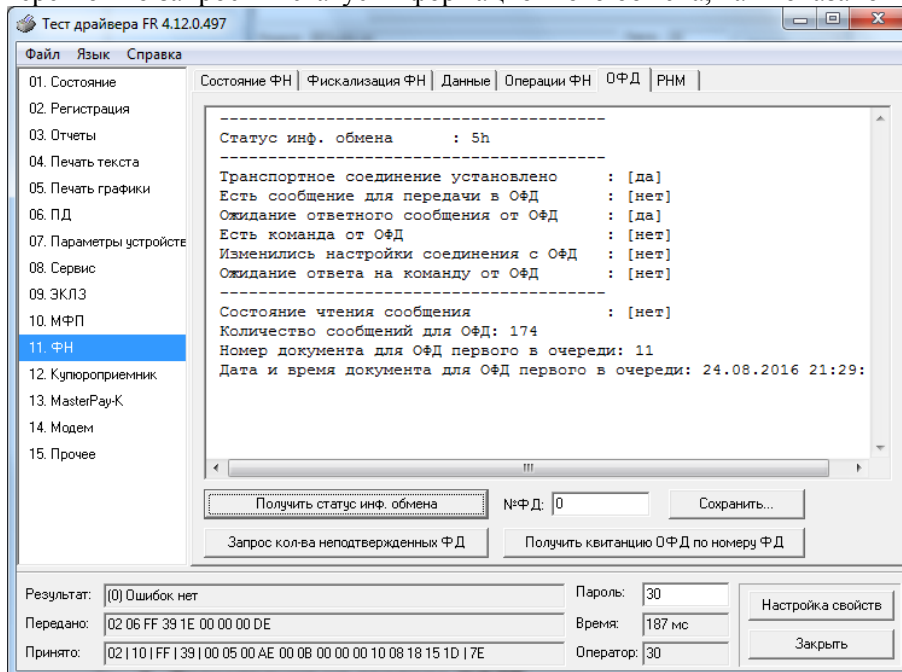 Тест драйвера FR 4.12.0.497
Файл Язык Справка
01. Состояние
02. Регистрация
03. Отчеты
04. Печать текста
05. Печать графики
06. ПД
07. Параметры устройств
08. Сервис
09. ЭКЛЗ
10. МФП
11. ФН
12. Купюроприемник
13. MasterPay-K
14. Модем
15. Прочее
Состояние ФН Фискализация ФН Данные Операции ФН ОФД РНМ
----------------------------------------
Статус инф. обмена : 5h
----------------------------------------
Транспортное соединение установлено : [да]
Есть сообщение для передачи в ОФД : [нет]
Ожидание ответного сообщения от ОФД : [да]
Есть команда от ОФД : [нет]
Изменились настройки соединения с ОФД : [нет]
Ожидание ответа на команду от ОФД : [нет]
----------------------------------------
Состояние чтения сообщения : [нет]
Количество сообщений для ОФД: 174
Номер документа для ОФД первого в очереди: 11
Дата и время документа для ОФД первого в очереди: 24.08.2016 21:29:
Получить статус инф. обмена №ФД: 0 Сохранить...
Запрос кол-ва неподтвержденных ФД Получить квитанцию ОФД по номеру ФД
Результат: (0) Ошибок нет
Передано: 02 06 FF 39 1E 00 00 00 DE
Принято: 02 | 10 | FF | 39 | 00 05 00 AE 00 0B 00 00 00 10 08 18 15 1D | 7E
Пароль: 30
Время: 187 мс
Оператор: 30
Настройка свойств
Закрыть